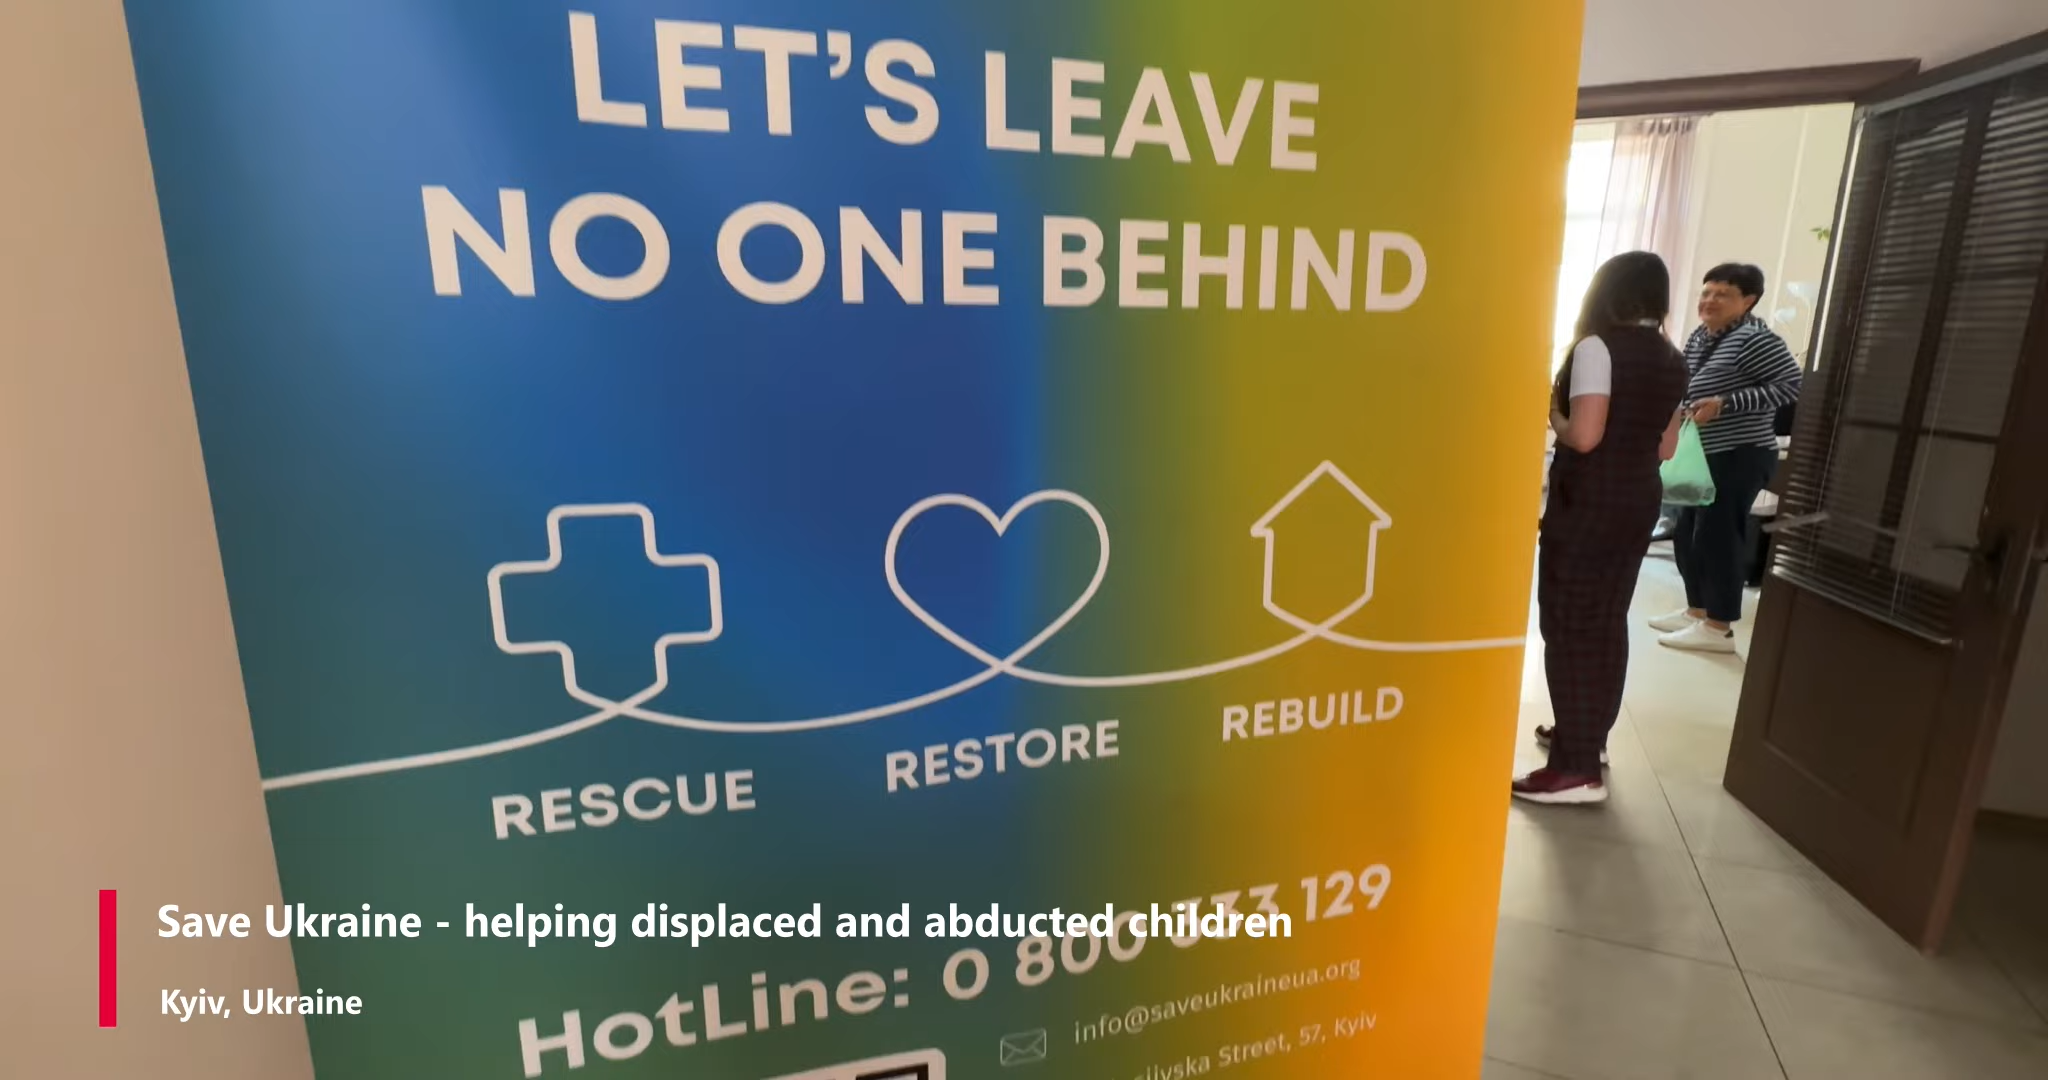 LET'S LEAVE
NO ONE BEHIND
RESCUE
RESTORE
REBUILD
HotLine: 0 800 333 129
info@saveukraineua.org
Street, 57, Kyiv
Save Ukraine - helping displaced and abducted children
Kyiv, Ukraine